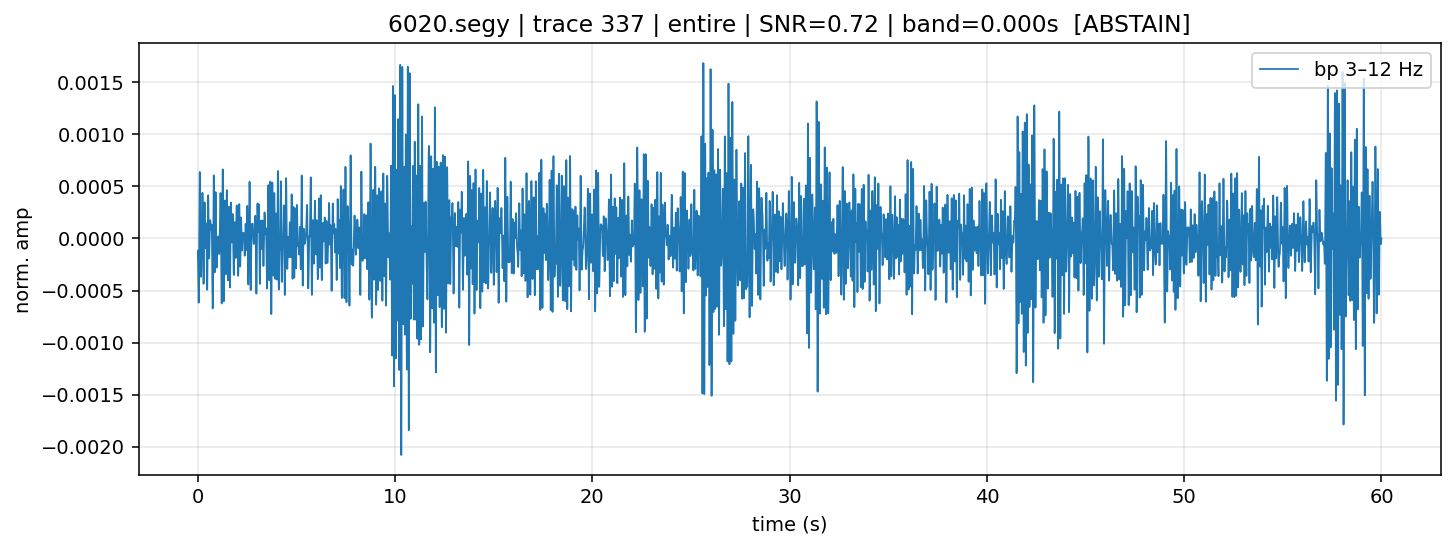 6020.segy | trace 337 | entire | SNR=0.72 | band=0.000s  [ABSTAIN]
bp 3–12 Hz
norm. amp
0.0015
0.0010
0.0005
0.0000
−0.0005
−0.0010
−0.0015
−0.0020
0 10 20 30 40 50 60
time (s)